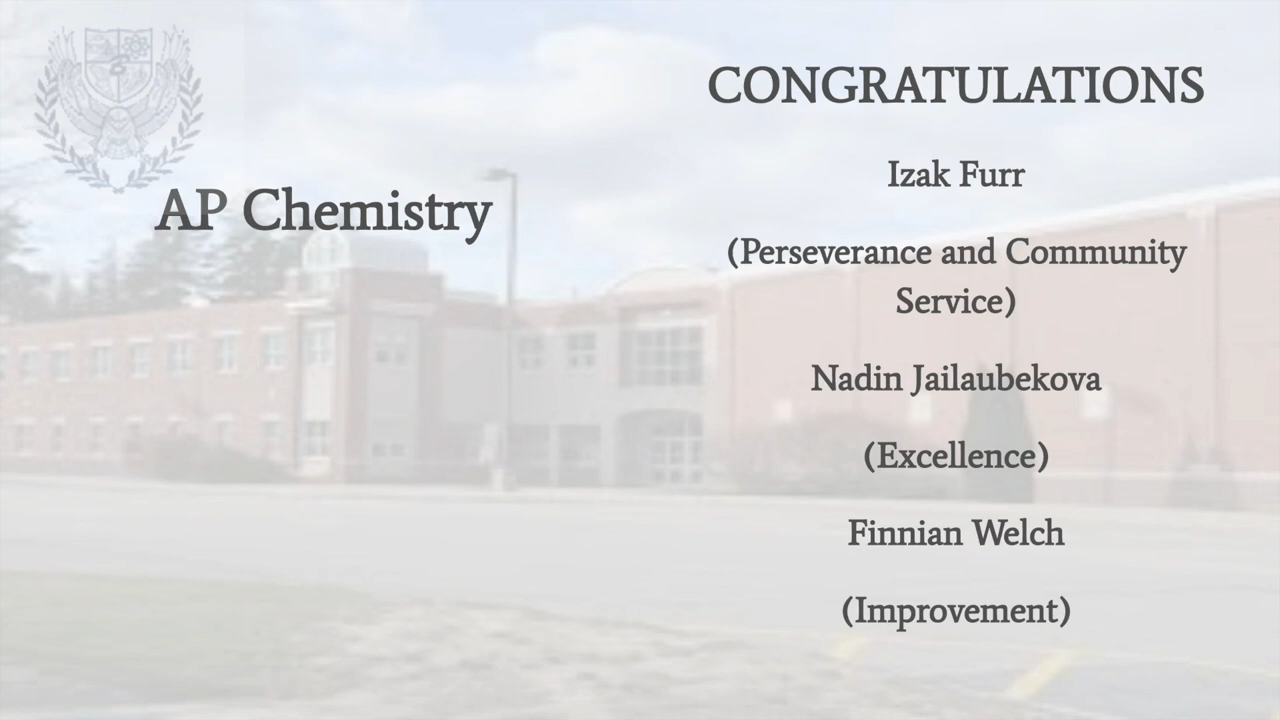 AP Chemistry
CONGRATULATIONS
Izak Furr
(Perseverance and Community
Service)
Nadin Jailaubekova
(Excellence)
Finnian Welch
(Improvement)